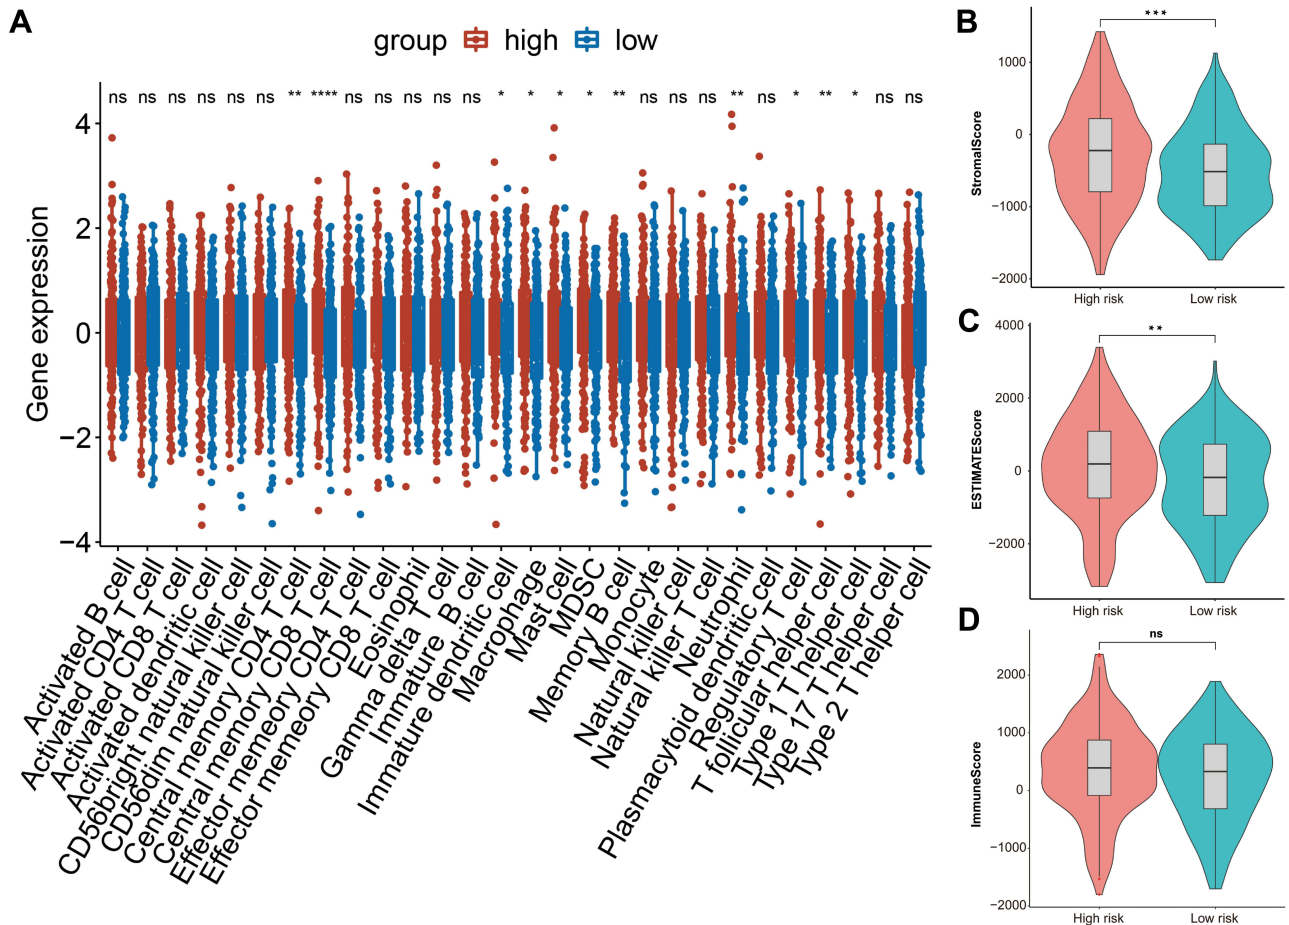 A
group high low
ns ns ns ns ns ns ** **** ns ns ns ns ns * * * * ** ns ns ns ** ns * ** * ns ns
Gene expression
4
2
0
−2
−4
Activated B cell
Activated CD4 T cell
Activated CD8 T cell
Activated dendritic cell
CD56bright natural killer cell
CD56dim natural killer cell
Central memory CD4 T cell
Central memory CD8 T cell
Effector memeory CD4 T cell
Effector memeory CD8 T cell
Eosinophil
Gamma delta T cell
Immature B cell
Immature dendritic cell
Macrophage
Mast cell
MDSC
Memory B cell
Monocyte
Natural killer cell
Natural killer T cell
Neutrophil
Plasmacytoid dendritic cell
Regulatory T cell
T follicular helper cell
Type 1 T helper cell
Type 17 T helper cell
Type 2 T helper cell
B
***
StromalScore
1000
0
−1000
−2000
High risk Low risk
C
**
ESTIMATEScore
4000
2000
0
−2000
High risk Low risk
D
ns
ImmuneScore
2000
1000
0
−1000
−2000
High risk Low risk